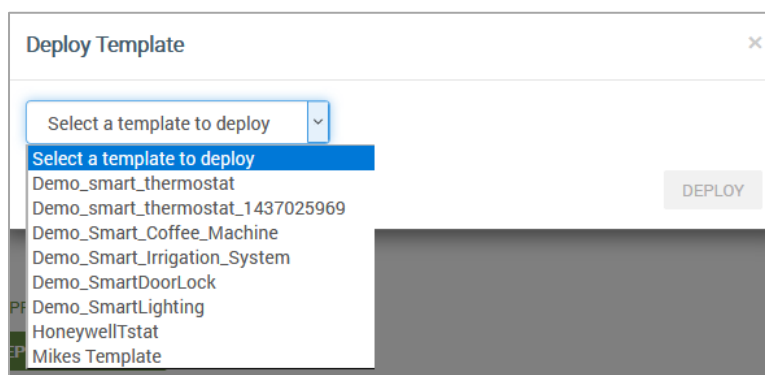 Deploy Template
×
Select a template to deploy
Select a template to deploy
Demo_smart_thermostat
Demo_smart_thermostat_1437025969
DEPLOY
Demo_Smart_Coffee_Machine
Demo_Smart_Irrigation_System
Demo_SmartDoorLock
Demo_SmartLighting
HoneywellTstat
Mikes Template